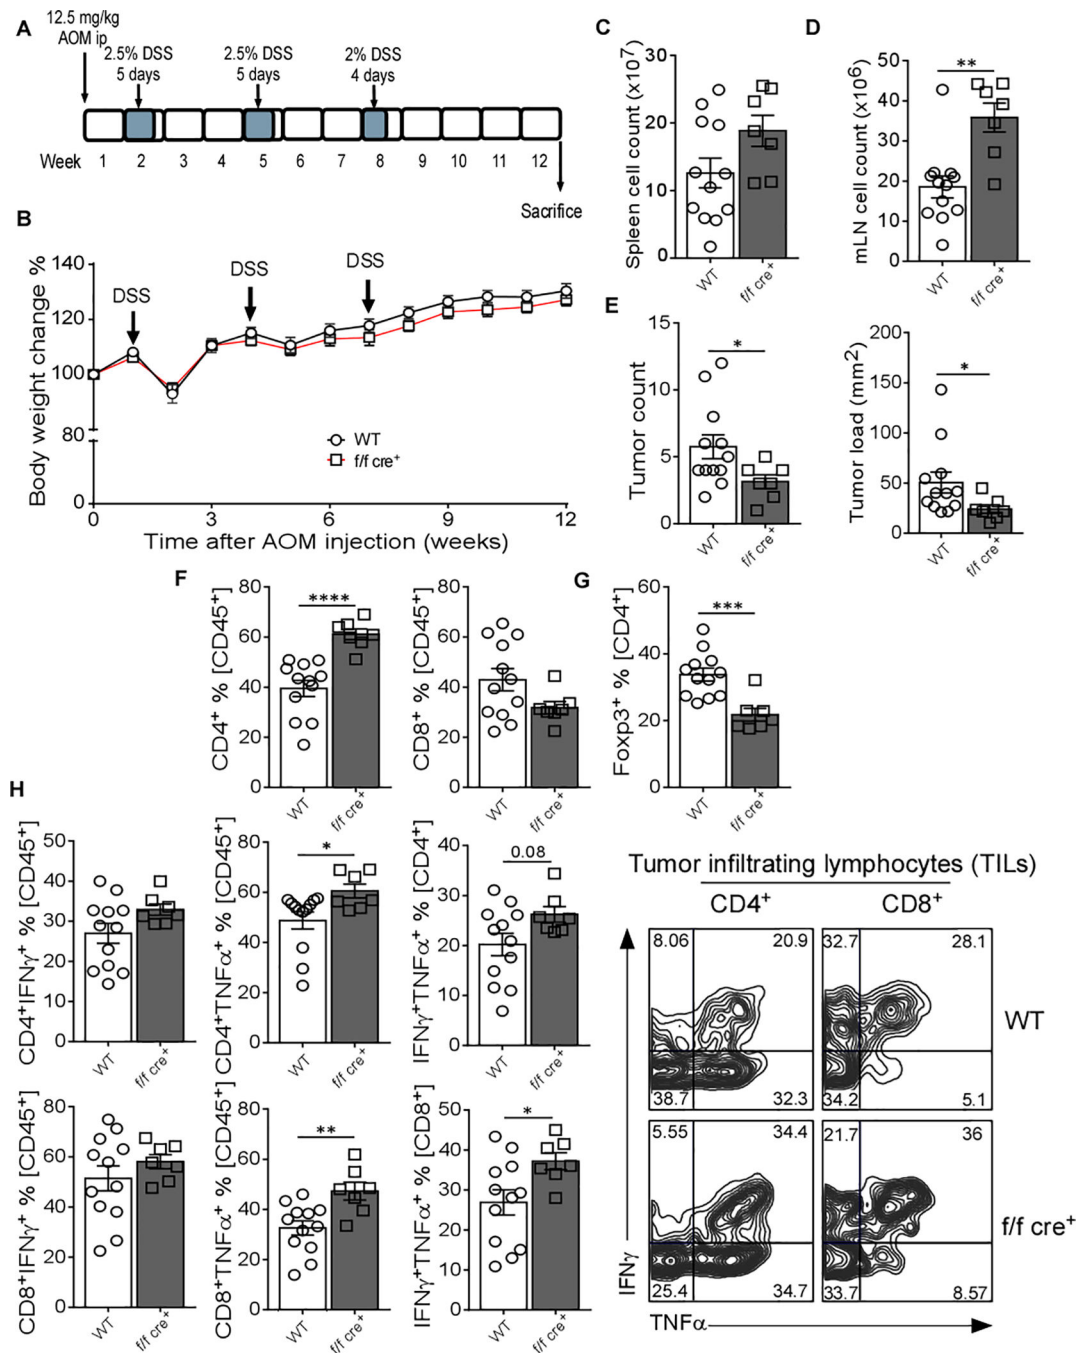 A
12.5 mg/kg
AOM ip
2.5% DSS
5 days
2.5% DSS
5 days
2% DSS
4 days
Week 1 2 3 4 5 6 7 8 9 10 11 12
Sacrifice
B
Body weight change %
140
120
100
80
0
DSS
DSS
DSS
WT
f/f cre⁺
0 3 6 9 12
Time after AOM injection (weeks)
C
Spleen cell count (x10⁷)
30
20
10
0
WT f/f cre⁺
D
mLN cell count (x10⁶)
50
40
30
20
10
0
**
WT f/f cre⁺
E
Tumor count
15
10
5
0
*
WT f/f cre⁺
Tumor load (mm²)
200
150
100
50
0
*
WT f/f cre⁺
F
CD4⁺ % [CD45⁺]
80
60
40
20
0
****
WT f/f cre⁺
CD8⁺ % [CD45⁺]
80
60
40
20
0
WT f/f cre⁺
G
Foxp3⁺ % [CD4⁺]
60
40
20
0
***
WT f/f cre⁺
H
CD4⁺IFNγ⁺ % [CD45⁺]
50
40
30
20
10
0
WT f/f cre⁺
CD4⁺TNFα⁺ % [CD45⁺]
80
60
40
20
0
*
WT f/f cre⁺
IFNγ⁺TNFα⁺ % [CD4⁺]
40
30
20
10
0
0.08
WT f/f cre⁺
CD8⁺IFNγ⁺ % [CD45⁺]
80
60
40
20
0
WT f/f cre⁺
CD8⁺TNFα⁺ % [CD45⁺]
80
60
40
20
0
**
WT f/f cre⁺
IFNγ⁺TNFα⁺ % [CD8⁺]
50
40
30
20
10
0
*
WT f/f cre⁺
Tumor infiltrating lymphocytes (TILs)
CD4⁺ CD8⁺
8.06 20.9 32.7 28.1
WT
38.7 32.3 34.2 5.1
5.55 34.4 21.7 36
f/f cre⁺
25.4 34.7 33.7 8.57
IFNγ
TNFα